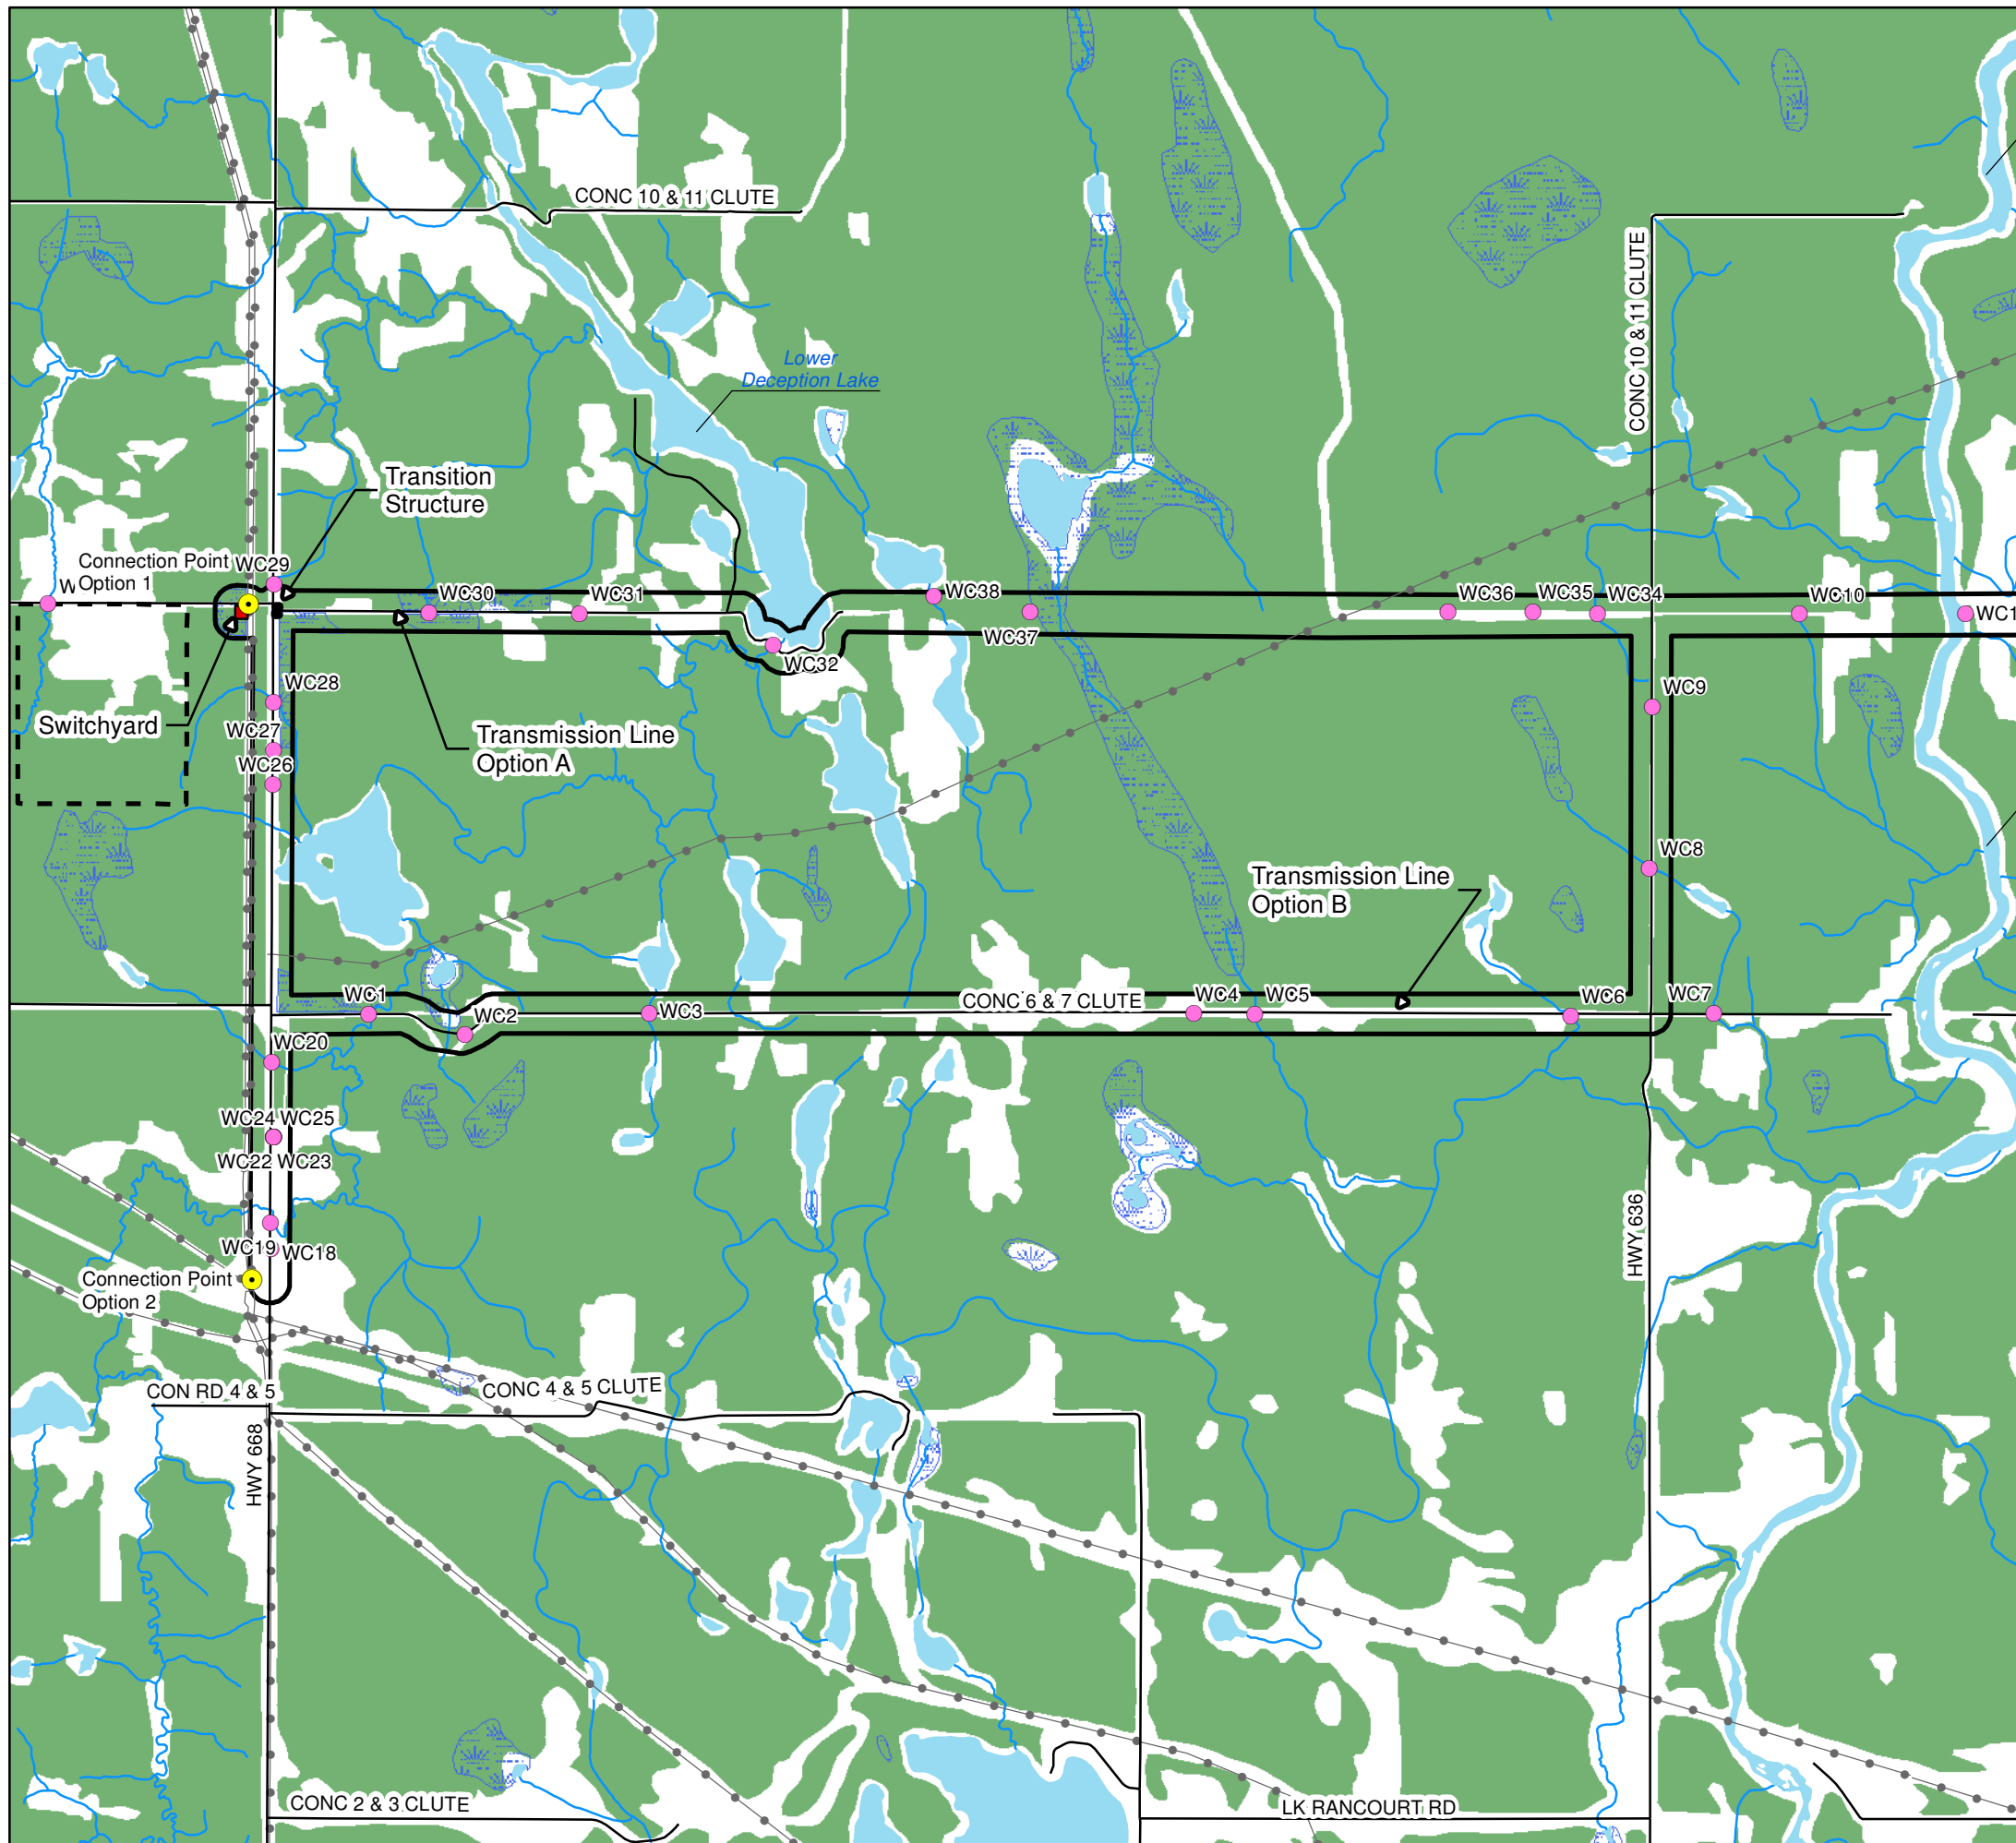 CONC 10 & 11 CLUTE
CONC 10 & 11 CLUTE
Lower
Deception Lake
Transition
Structure
Connection Point
Option 1
WC29
WC30
WC31
WC38
WC36
WC35
WC34
WC10
WC1
WC37
WC32
WC28
WC9
Switchyard
WC27
WC26
Transmission Line
Option A
WC8
Transmission Line
Option B
WC1
WC2
WC3
CONC 6 & 7 CLUTE
WC4
WC5
WC6
WC7
WC20
WC24
WC25
WC22
WC23
WC19
WC18
Connection Point
Option 2
HWY 636
CON RD 4 & 5
CONC 4 & 5 CLUTE
HWY 668
CONC 2 & 3 CLUTE
LK RANCOURT RD